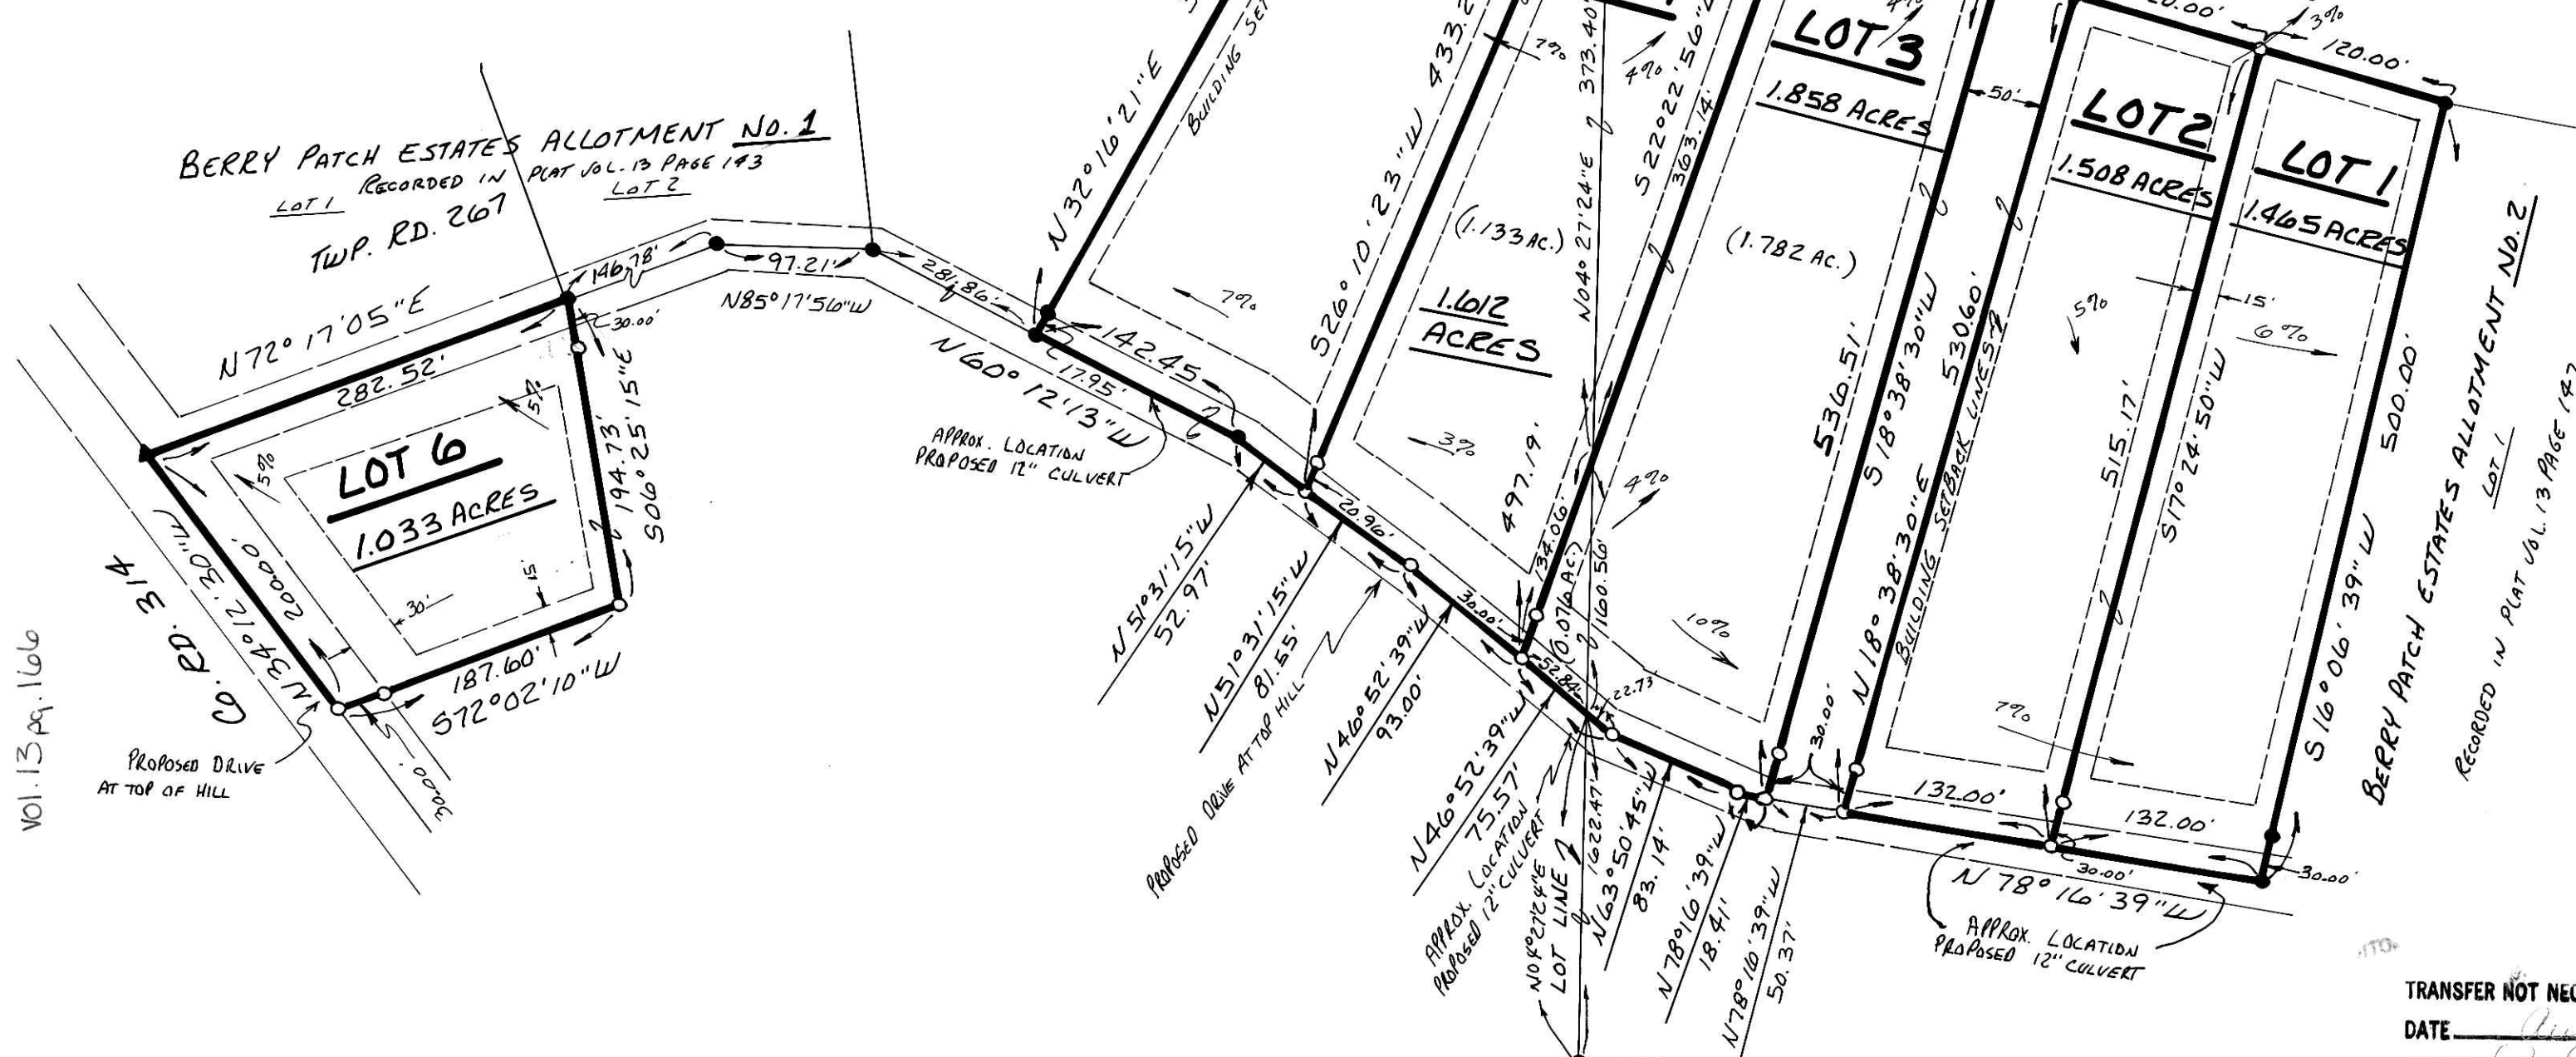 BERRY PATCH ESTATES ALLOTMENT NO. 1
RECORDED IN PLAT VOL. 13 PAGE 143
LOT 1
LOT 2
TWP. RD. 267
N72°17'05"E
282.52'
146.78'
97.21'
N85°17'56"W
281.86'
30.00'
LOT 6
1.033 ACRES
5%
5%
194.73'
S06°25'15"E
15'
30'
200.00'
N34°12'30"W
CO. RD. 314
187.60'
S72°02'10"W
30.00'
PROPOSED DRIVE
AT TOP OF HILL
Vol. 13 pg. 166
N32°16'21"E
BUILDING
7%
142.45
17.95'
N60°12'13"W
APPROX. LOCATION
PROPOSED 12" CULVERT
S26°10'23"W
7%
4%
(1.133 AC.)
1.612
ACRES
3%
N04°27'24"E
373.40'
S22°22'56"W
363.14'
497.19'
134.06'
(0.076 AC.)
160.56'
20.96'
30.00'
52.84'
22.73'
N51°31'15"W
52.97'
N51°31'15"W
81.55'
PROPOSED DRIVE AT TOP HILL
N46°52'39"W
93.00'
N46°52'39"W
75.57'
APPROX. LOCATION
PROPOSED 12" CULVERT
N04°27'24"E
LOT LINE
1622.47'
N63°50'45"W
83.14'
N78°16'39"W
18.41'
N78°16'39"W
50.37'
LOT 3
1.858 ACRES
4%
(1.782 AC.)
4%
10%
536.51'
S18°38'30"W
50'
30.00'
N18°38'30"E
530.60'
BUILDING SETBACK LINES
LOT 2
1.508 ACRES
5%
7%
515.17'
S17°24'50"W
15'
3%
120.00'
LOT 1
1.465 ACRES
6%
500.00'
S16°06'39"W
132.00'
132.00'
30.00'
30.00'
N78°16'39"W
APPROX. LOCATION
PROPOSED 12" CULVERT
BERRY PATCH ESTATES ALLOTMENT NO. 2
LOT 1
RECORDED IN PLAT VOL. 13 PAGE 147
TRANSFER NOT
DATE